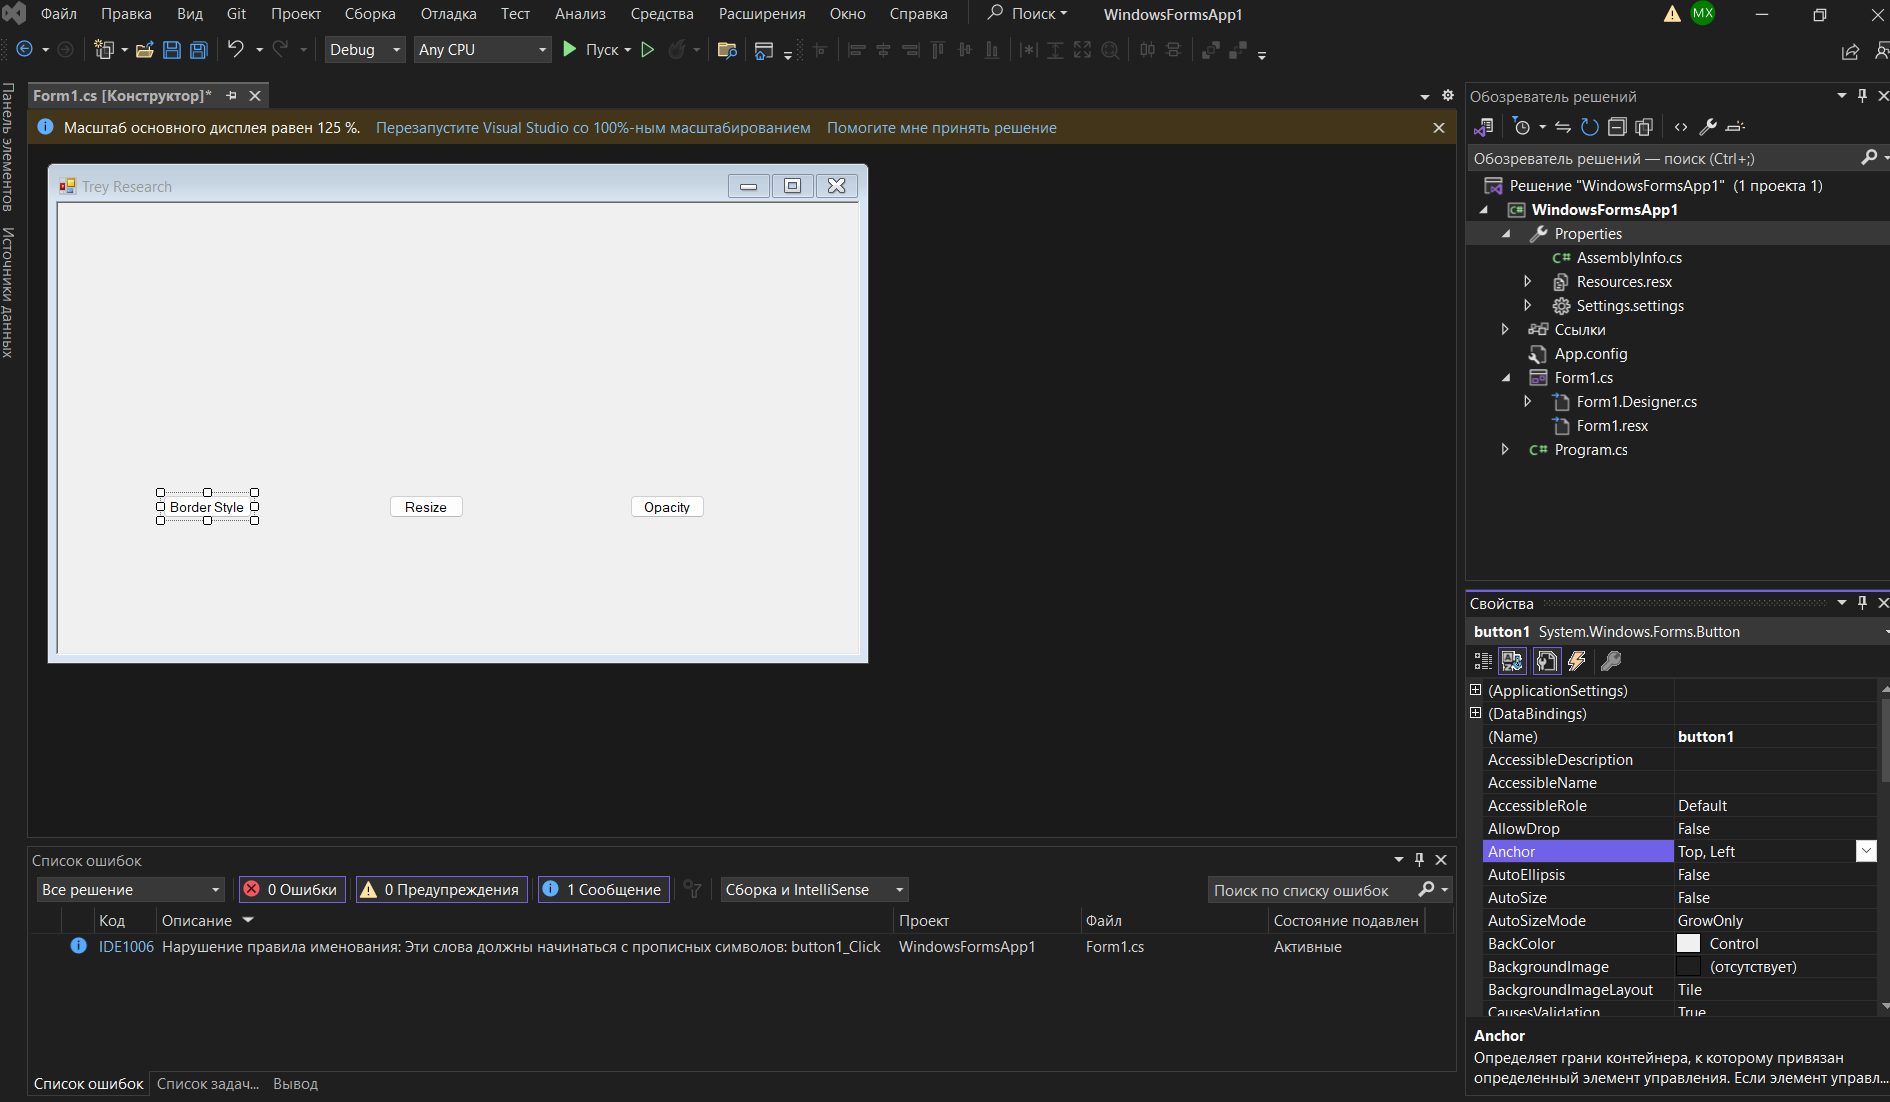 Файл Правка Вид Git Проект Сборка Отладка Тест Анализ Средства Расширения Окно Справка Поиск WindowsFormsApp1 MX
Debug Any CPU Пуск
Панель элементов
Источники данных
Form1.cs [Конструктор]*
Масштаб основного дисплея равен 125 %. Перезапустите Visual Studio со 100%-ным масштабированием Помогите мне принять решение
Trey Research
Border Style Resize Opacity
Список ошибок
Все решение 0 Ошибки 0 Предупреждения 1 Сообщение Сборка и IntelliSense Поиск по списку ошибок
Код Описание Проект Файл Состояние подавлен
IDE1006 Нарушение правила именования: Эти слова должны начинаться с прописных символов: button1_Click WindowsFormsApp1 Form1.cs Активные
Список ошибок Список задач... Вывод
Обозреватель решений
Обозреватель решений — поиск (Ctrl+;)
Решение "WindowsFormsApp1" (1 проекта 1)
C# WindowsFormsApp1
Properties
C# AssemblyInfo.cs
Resources.resx
Settings.settings
Ссылки
App.config
Form1.cs
Form1.Designer.cs
Form1.resx
C# Program.cs
Свойства
button1 System.Windows.Forms.Button
(ApplicationSettings)
(DataBindings)
(Name) button1
AccessibleDescription
AccessibleName
AccessibleRole Default
AllowDrop False
Anchor Top, Left
AutoEllipsis False
AutoSize False
AutoSizeMode GrowOnly
BackColor Control
BackgroundImage (отсутствует)
BackgroundImageLayout Tile
CausesValidation True
Anchor
Определяет грани контейнера, к которому привязан
определенный элемент управления. Если элемент управл...